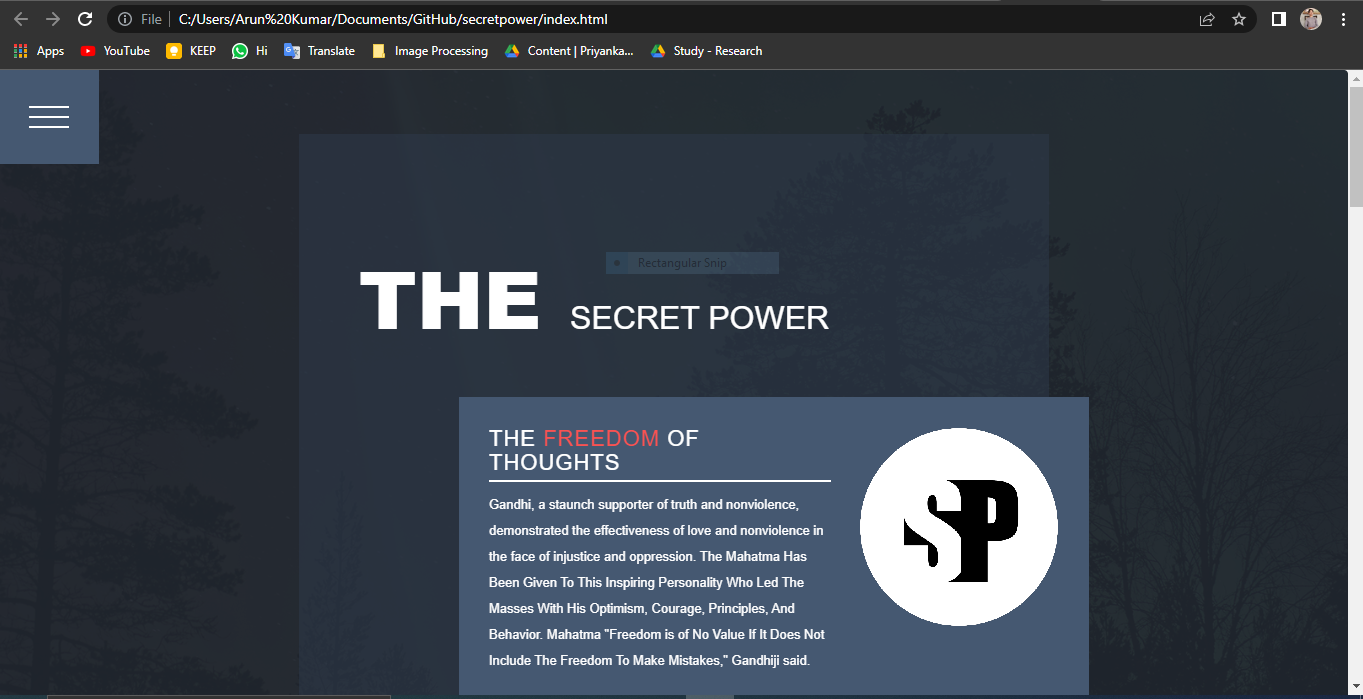 File C:/Users/Arun%20Kumar/Documents/GitHub/secretpower/index.html
Apps YouTube KEEP Hi Translate Image Processing Content | Priyanka... Study - Research
Rectangular Snip
THE SECRET POWER
THE FREEDOM OF
THOUGHTS
Gandhi, a staunch supporter of truth and nonviolence,
demonstrated the effectiveness of love and nonviolence in
the face of injustice and oppression. The Mahatma Has
Been Given To This Inspiring Personality Who Led The
Masses With His Optimism, Courage, Principles, And
Behavior. Mahatma "Freedom is of No Value If It Does Not
Include The Freedom To Make Mistakes," Gandhiji said.
SP